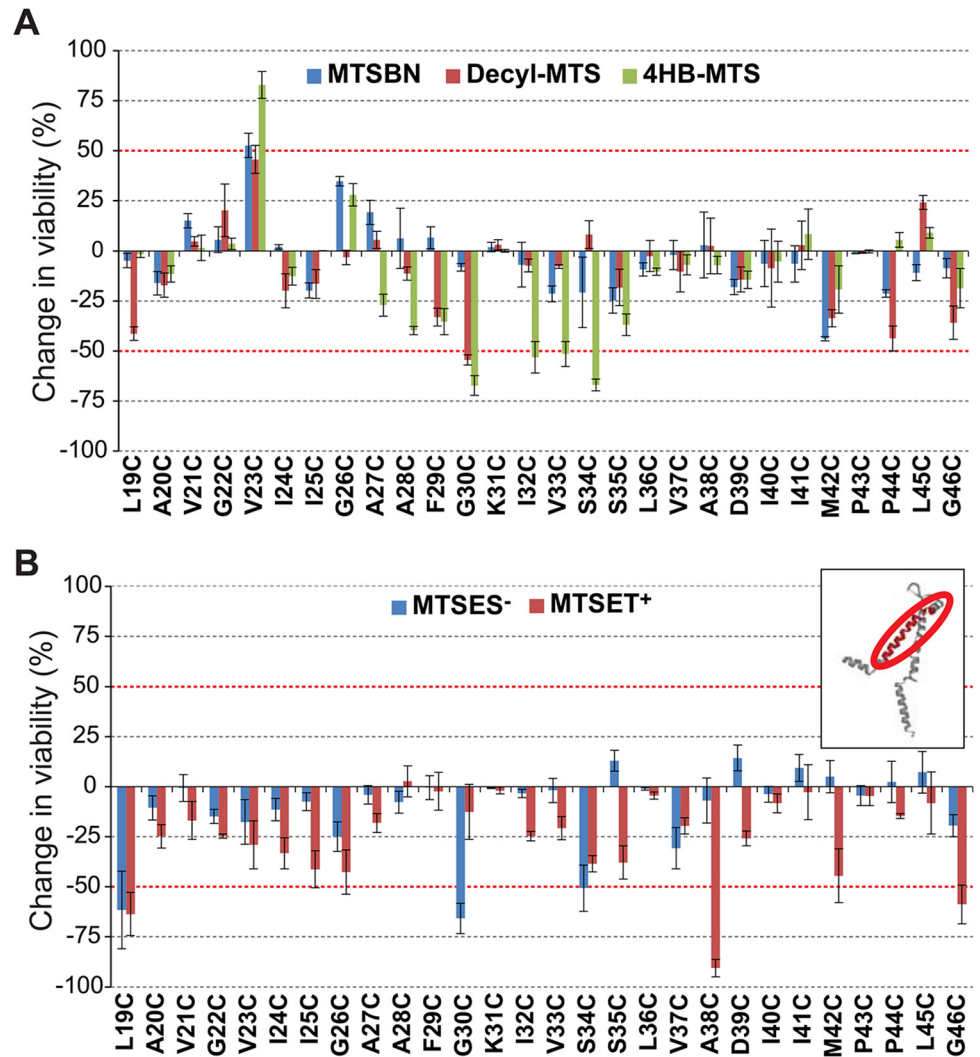 A
Change in viability (%)
100
75
50
25
0
-25
-50
-75
-100
MTSBN Decyl-MTS 4HB-MTS
L19C A20C V21C G22C V23C I24C I25C G26C A27C A28C F29C G30C K31C I32C V33C S34C S35C L36C V37C A38C D39C I40C I41C M42C P43C P44C L45C G46C
B
Change in viability (%)
100
75
50
25
0
-25
-50
-75
-100
MTSES- MTSET+
L19C A20C V21C G22C V23C I24C I25C G26C A27C A28C F29C G30C K31C I32C V33C S34C S35C L36C V37C A38C D39C I40C I41C M42C P43C P44C L45C G46C